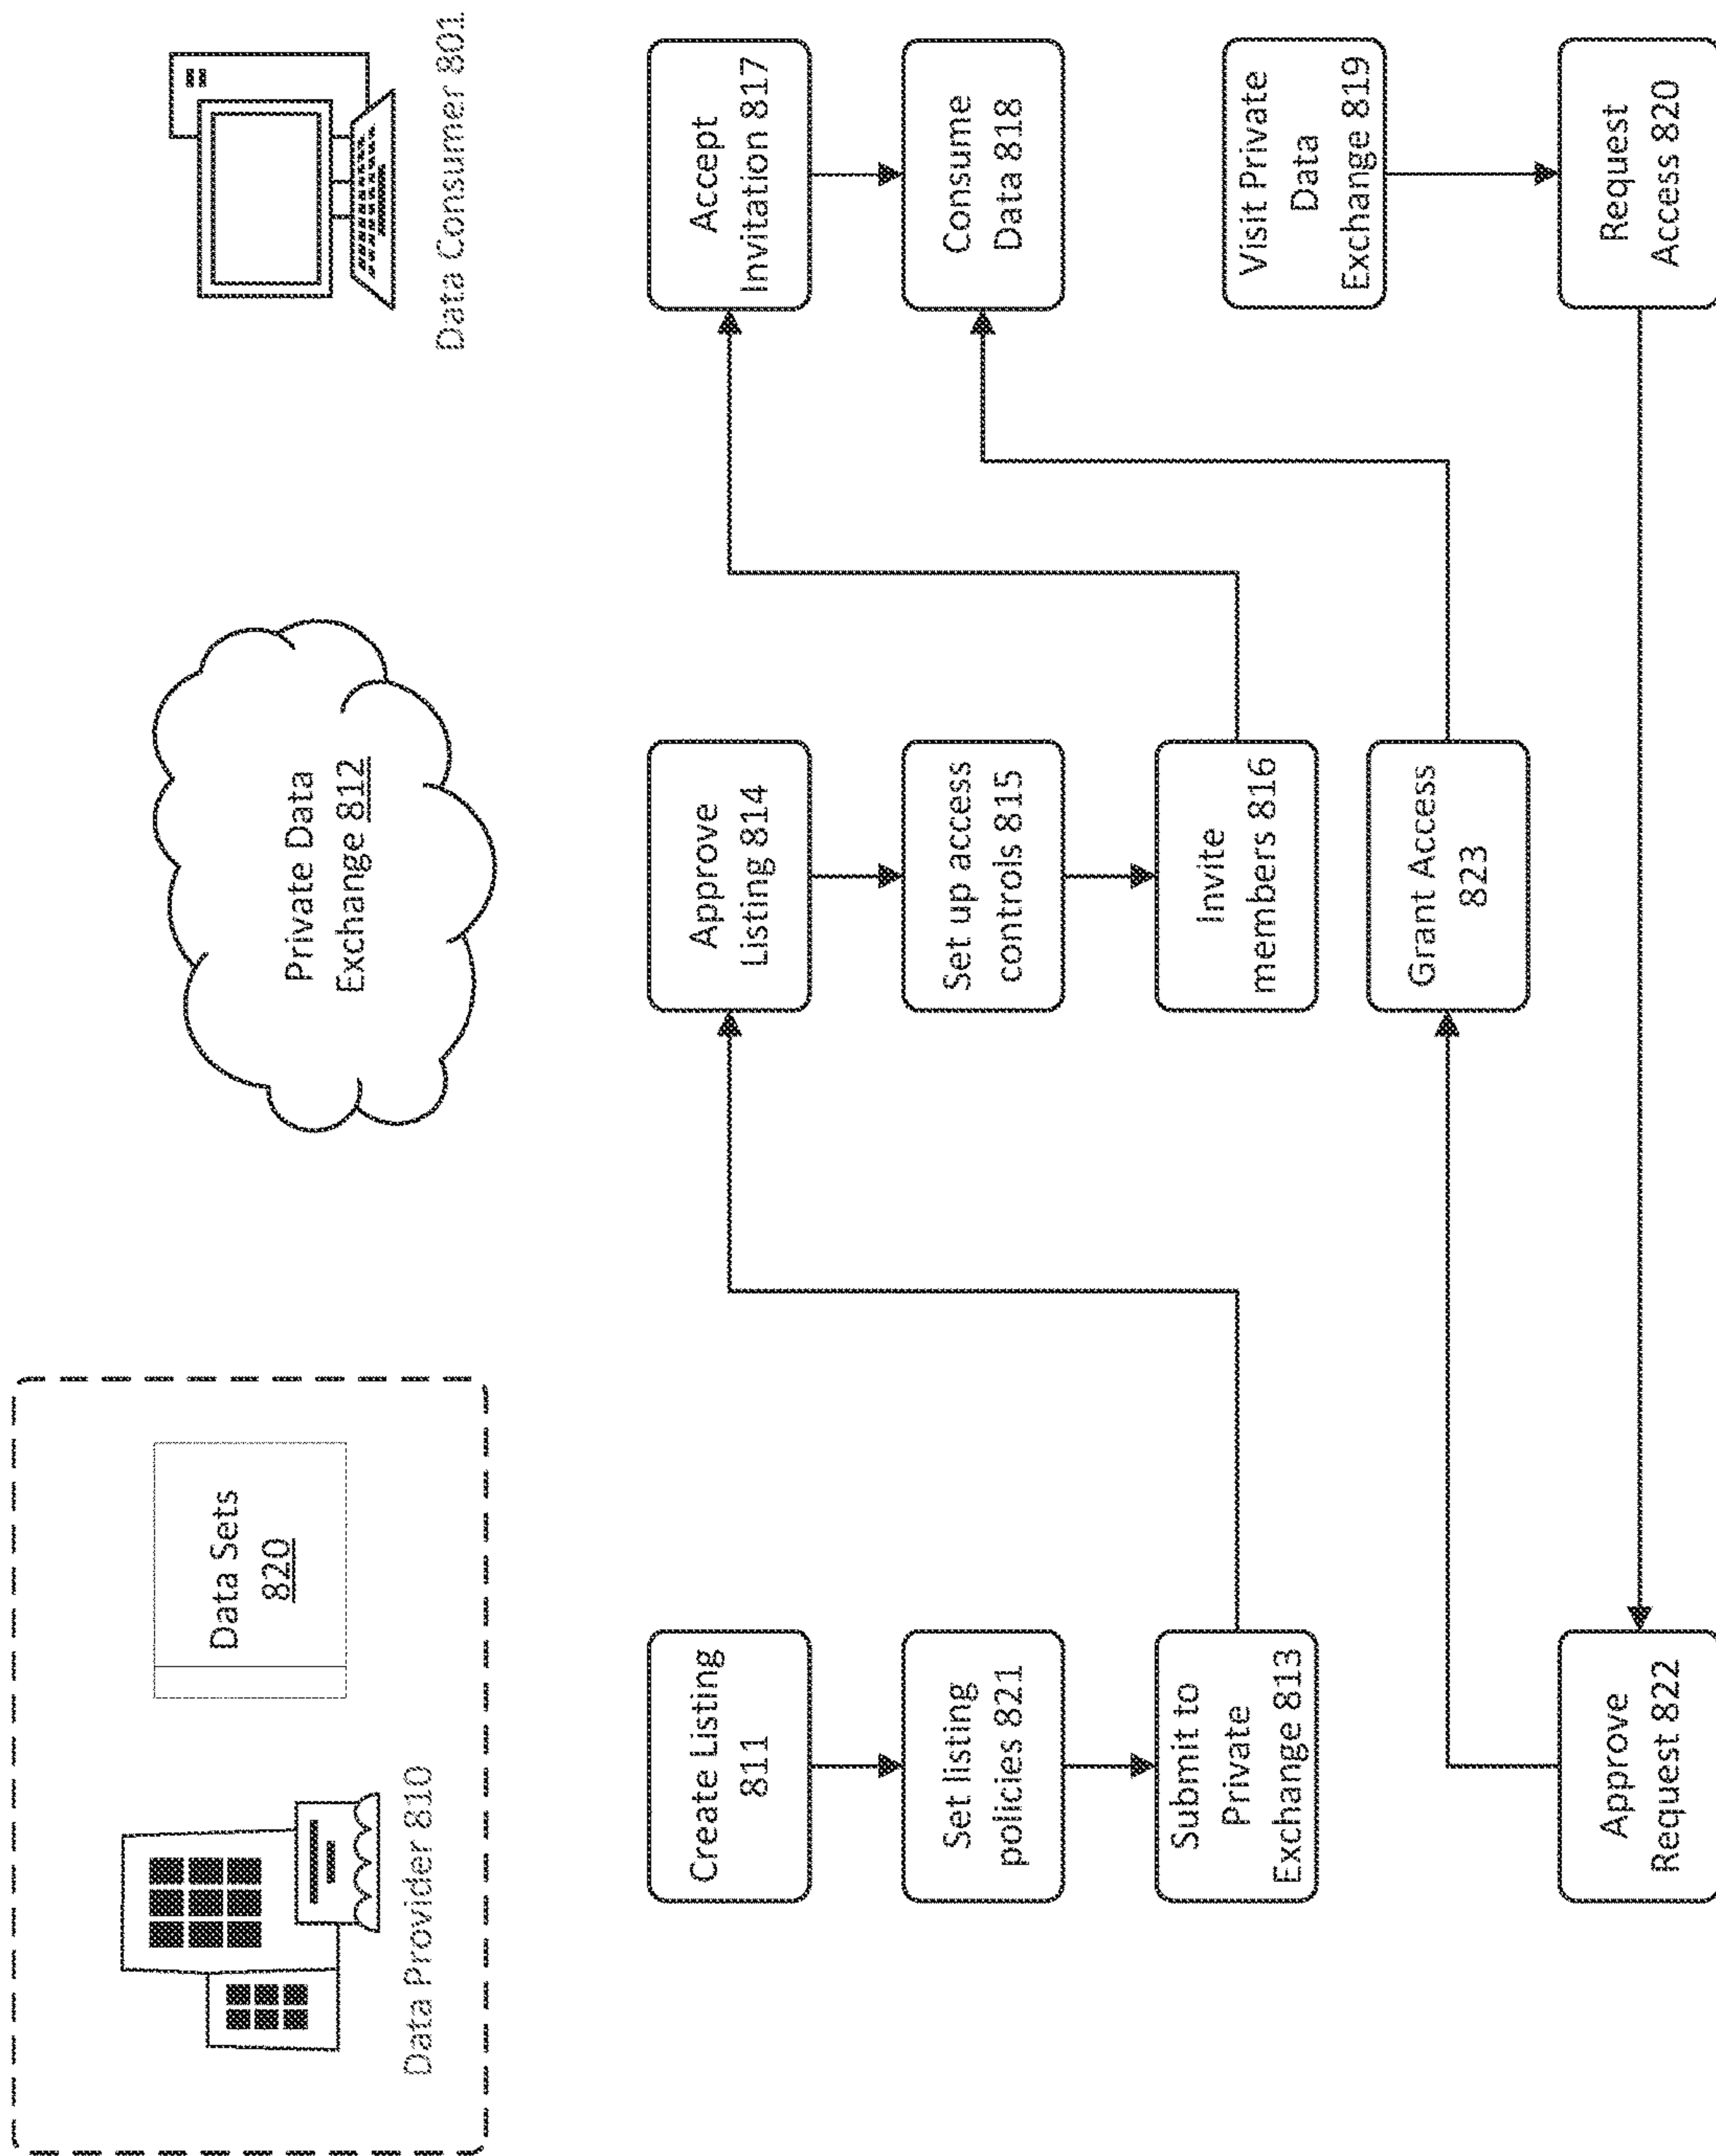 Data Provider 810
Data Sets
820
Private Data
Exchange 812
Data Consumer 801
Create Listing
811
Set listing
policies 821
Submit to
Private
Exchange 813
Approve
Request 822
Approve
Listing 814
Set up access
controls 815
Invite
members 816
Grant Access
823
Accept
Invitation 817
Consume
Data 818
Visit Private
Data
Exchange 819
Request
Access 820